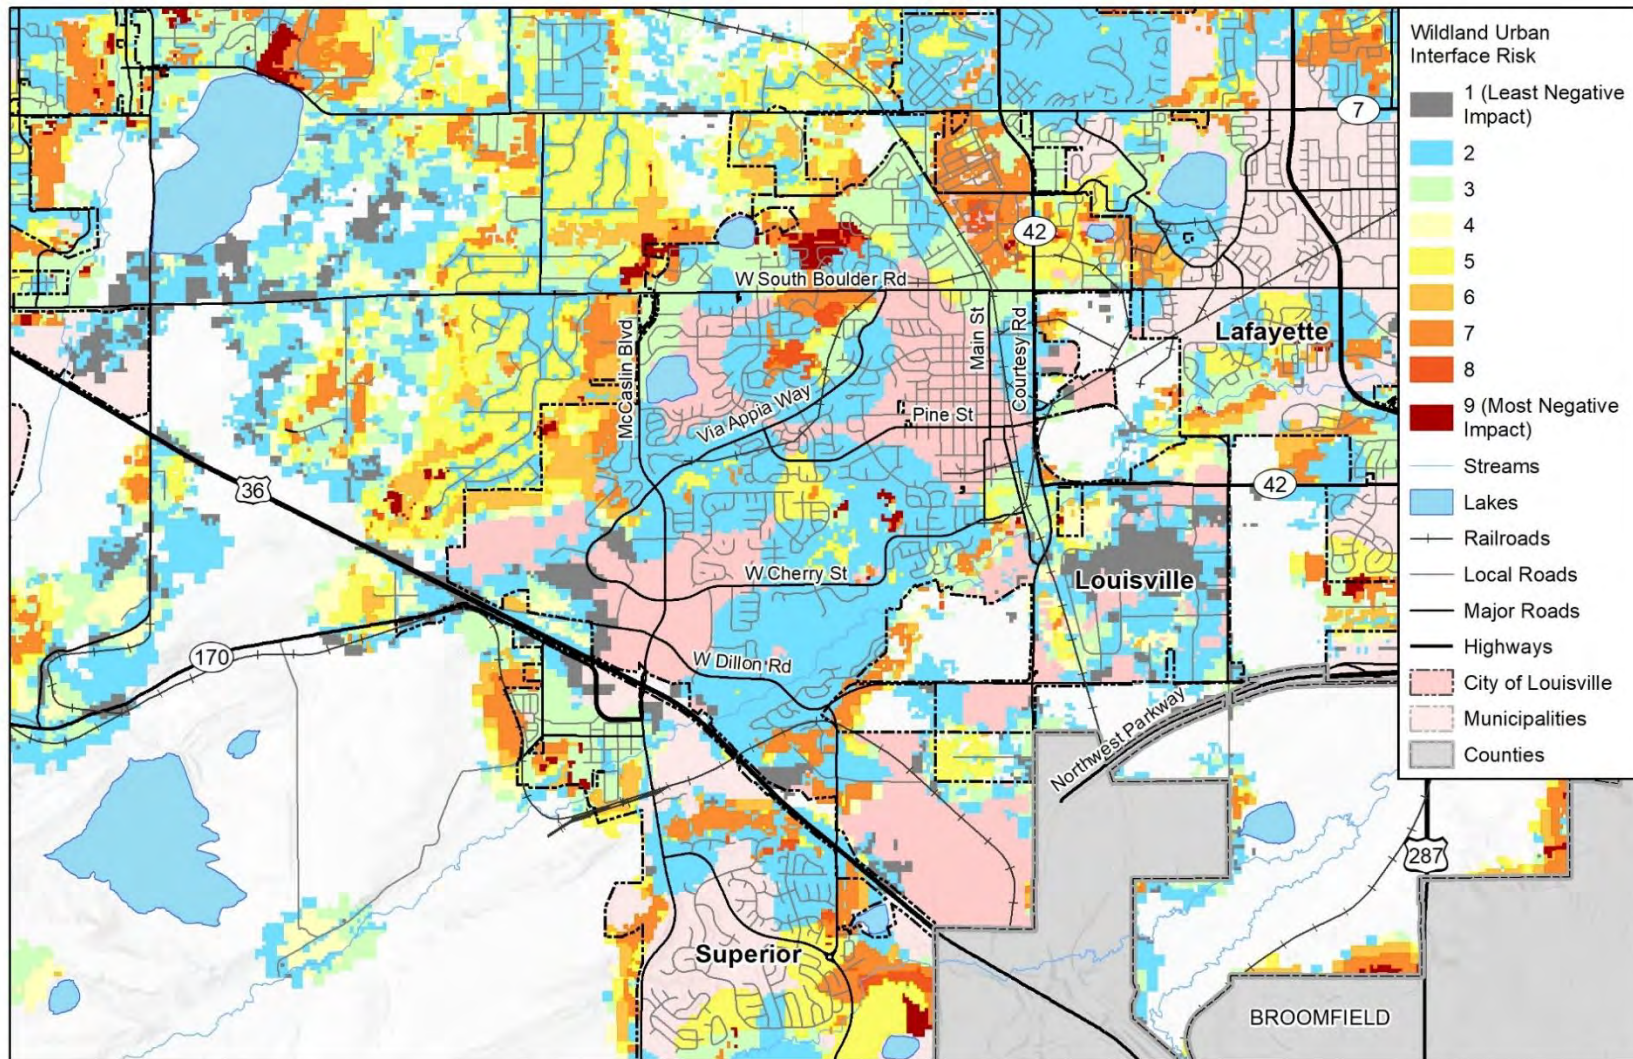 Wildland Urban
Interface Risk
1 (Least Negative
Impact)
2
3
4
5
6
7
8
9 (Most Negative
Impact)
Streams
Lakes
Railroads
Local Roads
Major Roads
Highways
City of Louisville
Municipalities
Counties
7
42
W South Boulder Rd
McCaslin Blvd
Main St
Courtesy Rd
Lafayette
Via Appia Way
Pine St
36
42
W Cherry St
Louisville
170
W Dillon Rd
Northwest Parkway
287
Superior
BROOMFIELD